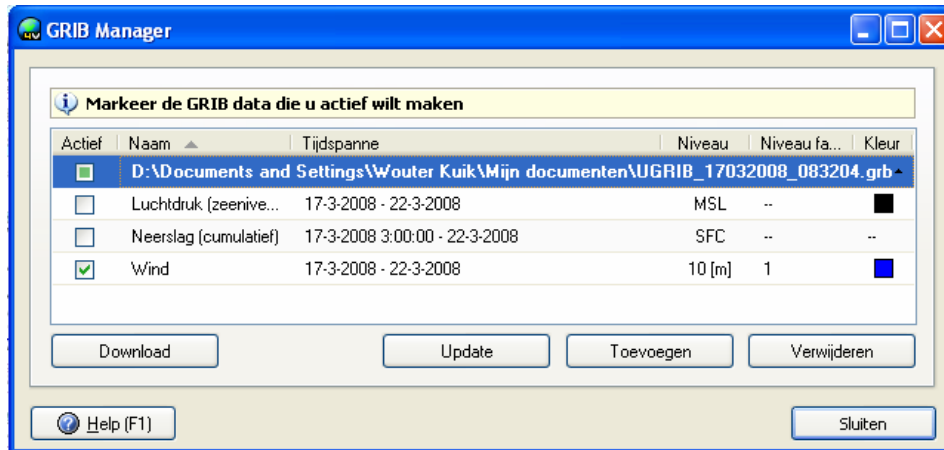 GRIB Manager
Markeer de GRIB data die u actief wilt maken
Actief Naam Tijdspanne Niveau Niveau fa... Kleur
D:\Documents and Settings\Wouter Kuik\Mijn documenten\UGRIB_17032008_083204.grb
Luchtdruk (zeenive... 17-3-2008 - 22-3-2008 MSL --
Neerslag (cumulatief) 17-3-2008 3:00:00 - 22-3-2008 SFC -- --
Wind 17-3-2008 - 22-3-2008 10 [m] 1
Download Update Toevoegen Verwijderen
Help (F1) Sluiten